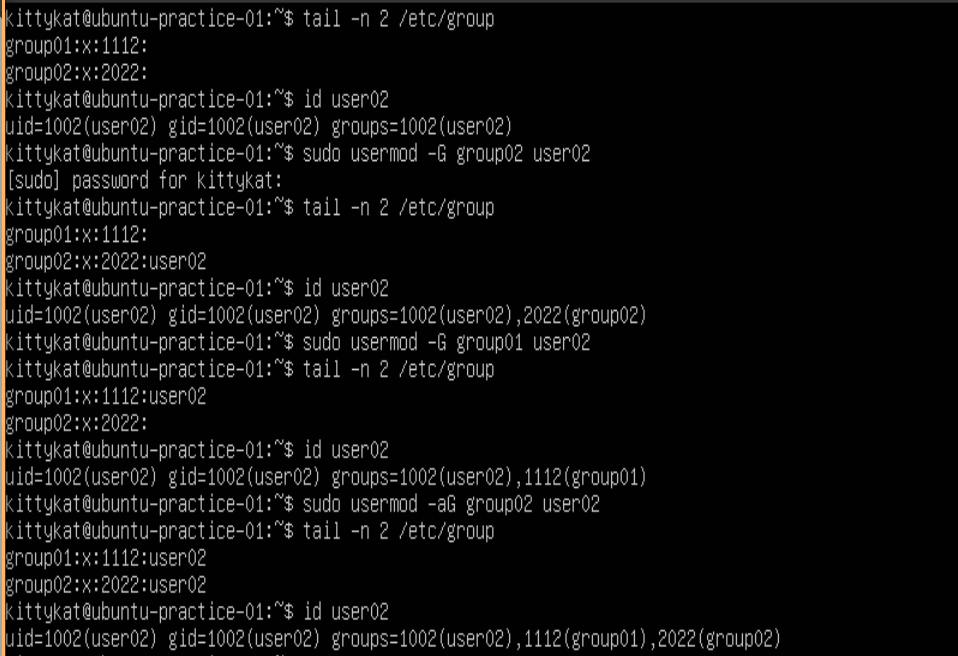 kittykat@ubuntu-practice-01:~$ tail -n 2 /etc/group
group01:x:1112:
group02:x:2022:
kittykat@ubuntu-practice-01:~$ id user02
uid=1002(user02) gid=1002(user02) groups=1002(user02)
kittykat@ubuntu-practice-01:~$ sudo usermod -G group02 user02
[sudo] password for kittykat:
kittykat@ubuntu-practice-01:~$ tail -n 2 /etc/group
group01:x:1112:
group02:x:2022:user02
kittykat@ubuntu-practice-01:~$ id user02
uid=1002(user02) gid=1002(user02) groups=1002(user02),2022(group02)
kittykat@ubuntu-practice-01:~$ sudo usermod -G group01 user02
kittykat@ubuntu-practice-01:~$ tail -n 2 /etc/group
group01:x:1112:user02
group02:x:2022:
kittykat@ubuntu-practice-01:~$ id user02
uid=1002(user02) gid=1002(user02) groups=1002(user02),1112(group01)
kittykat@ubuntu-practice-01:~$ sudo usermod -aG group02 user02
kittykat@ubuntu-practice-01:~$ tail -n 2 /etc/group
group01:x:1112:user02
group02:x:2022:user02
kittykat@ubuntu-practice-01:~$ id user02
uid=1002(user02) gid=1002(user02) groups=1002(user02),1112(group01),2022(group02)